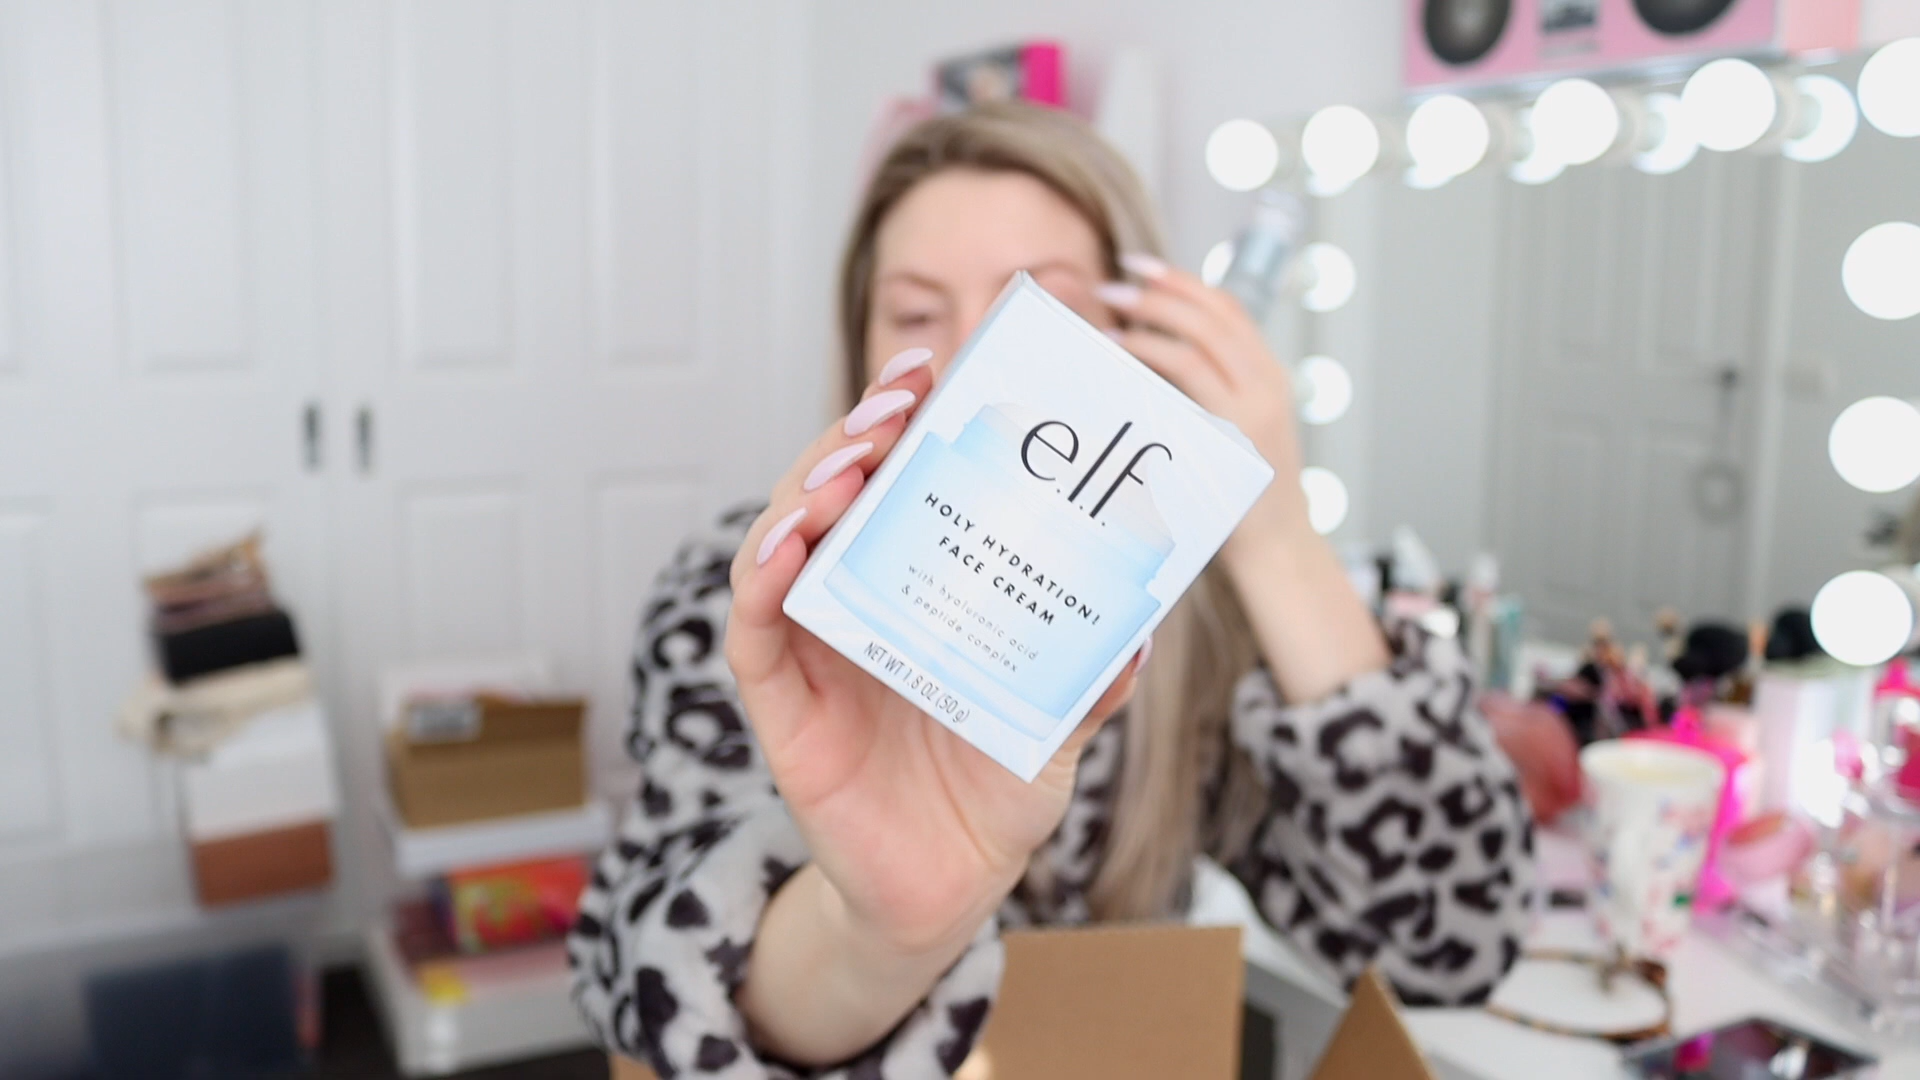 e.l.f.
HOLY HYDRATION!
FACE CREAM
with hyaluronic acid
& peptide complex
NET WT 1.8 OZ (50 g)